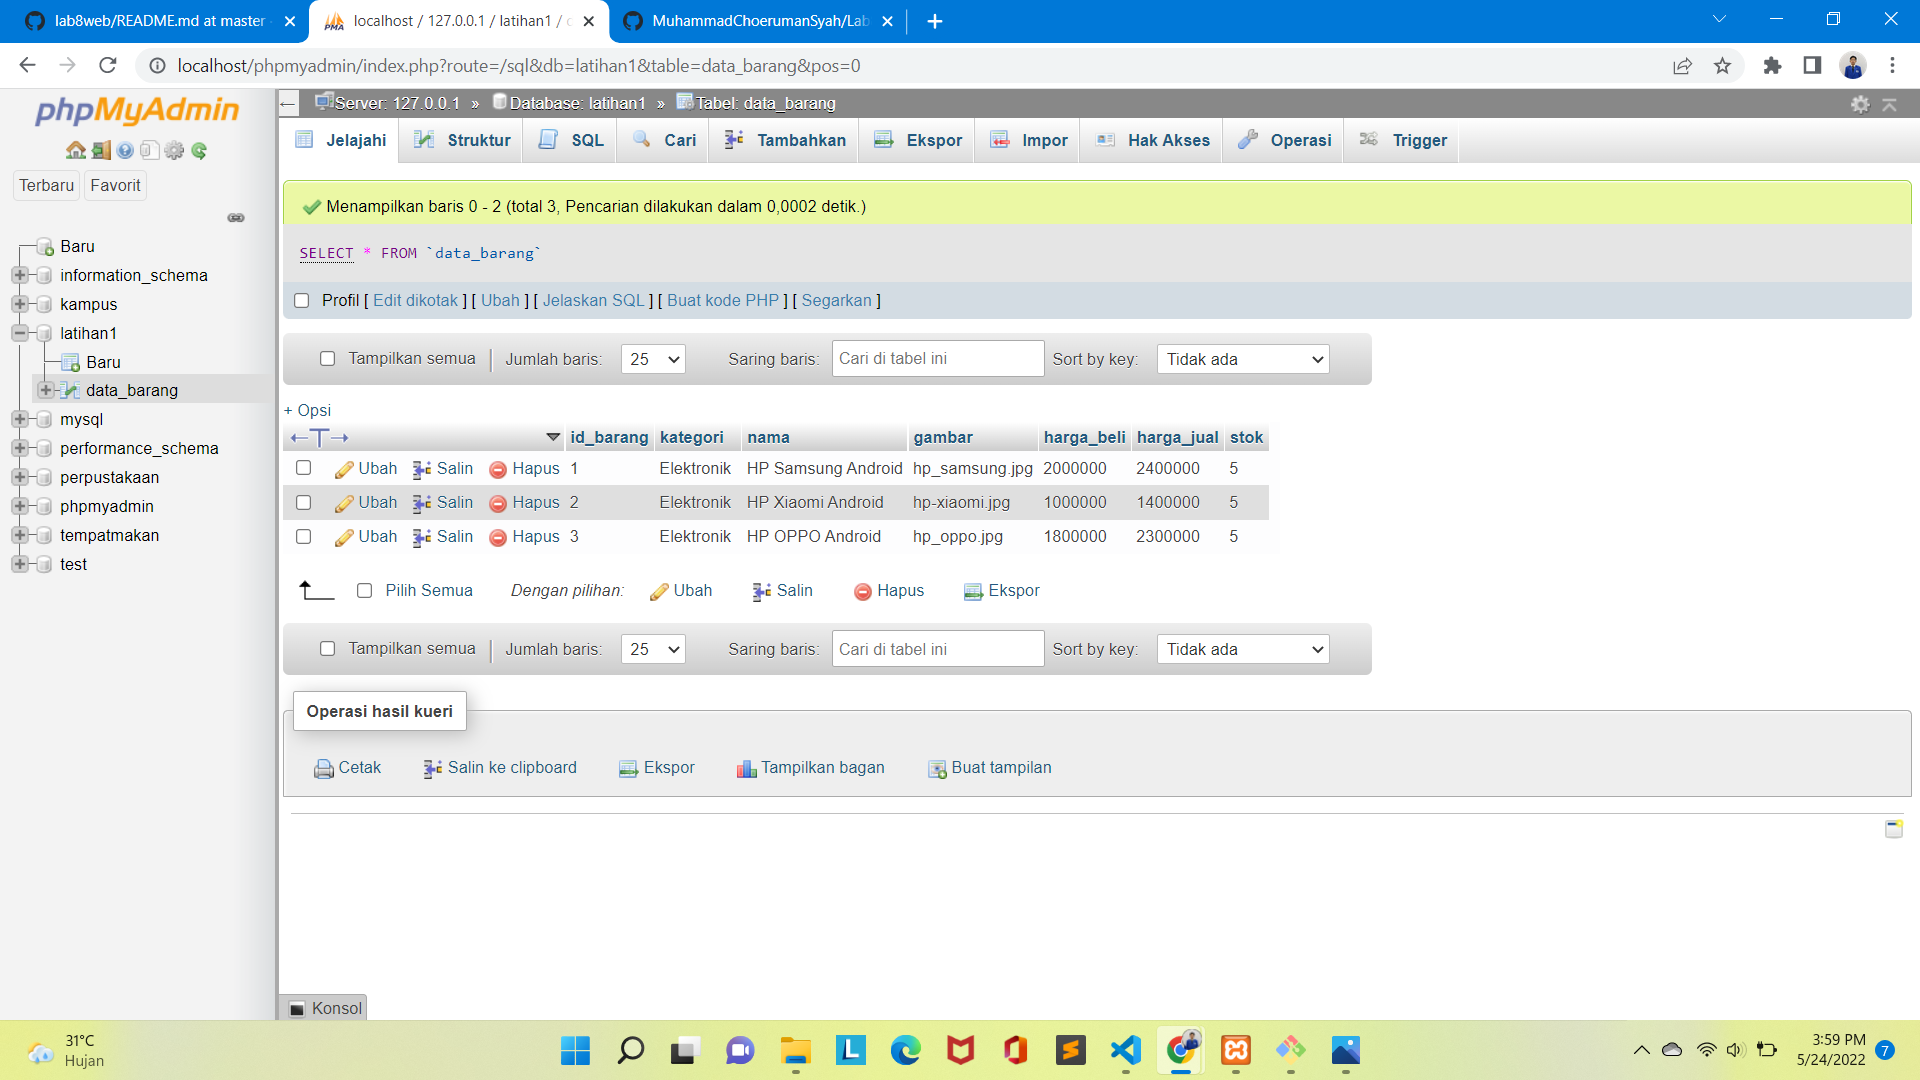 lab8web/README.md at master
localhost / 127.0.0.1 / latihan1 /
MuhammadChoerumanSyah/Lab
localhost/phpmyadmin/index.php?route=/sql&db=latihan1&table=data_barang&pos=0
phpMyAdmin
Terbaru Favorit
Baru
information_schema
kampus
latihan1
Baru
data_barang
mysql
performance_schema
perpustakaan
phpmyadmin
tempatmakan
test
Server: 127.0.0.1 » Database: latihan1 » Tabel: data_barang
Jelajahi Struktur SQL Cari Tambahkan Ekspor Impor Hak Akses Operasi Trigger
Menampilkan baris 0 - 2 (total 3, Pencarian dilakukan dalam 0,0002 detik.)
SELECT * FROM `data_barang`
Profil [ Edit dikotak ] [ Ubah ] [ Jelaskan SQL ] [ Buat kode PHP ] [ Segarkan ]
Tampilkan semua | Jumlah baris: 25 Saring baris: Cari di tabel ini Sort by key: Tidak ada
+ Opsi
←T→ id_barang kategori nama gambar harga_beli harga_jual stok
Ubah Salin Hapus 1 Elektronik HP Samsung Android hp_samsung.jpg 2000000 2400000 5
Ubah Salin Hapus 2 Elektronik HP Xiaomi Android hp-xiaomi.jpg 1000000 1400000 5
Ubah Salin Hapus 3 Elektronik HP OPPO Android hp_oppo.jpg 1800000 2300000 5
Pilih Semua Dengan pilihan: Ubah Salin Hapus Ekspor
Tampilkan semua | Jumlah baris: 25 Saring baris: Cari di tabel ini Sort by key: Tidak ada
Operasi hasil kueri
Cetak Salin ke clipboard Ekspor Tampilkan bagan Buat tampilan
Konsol
31°C
Hujan
3:59 PM
5/24/2022
7